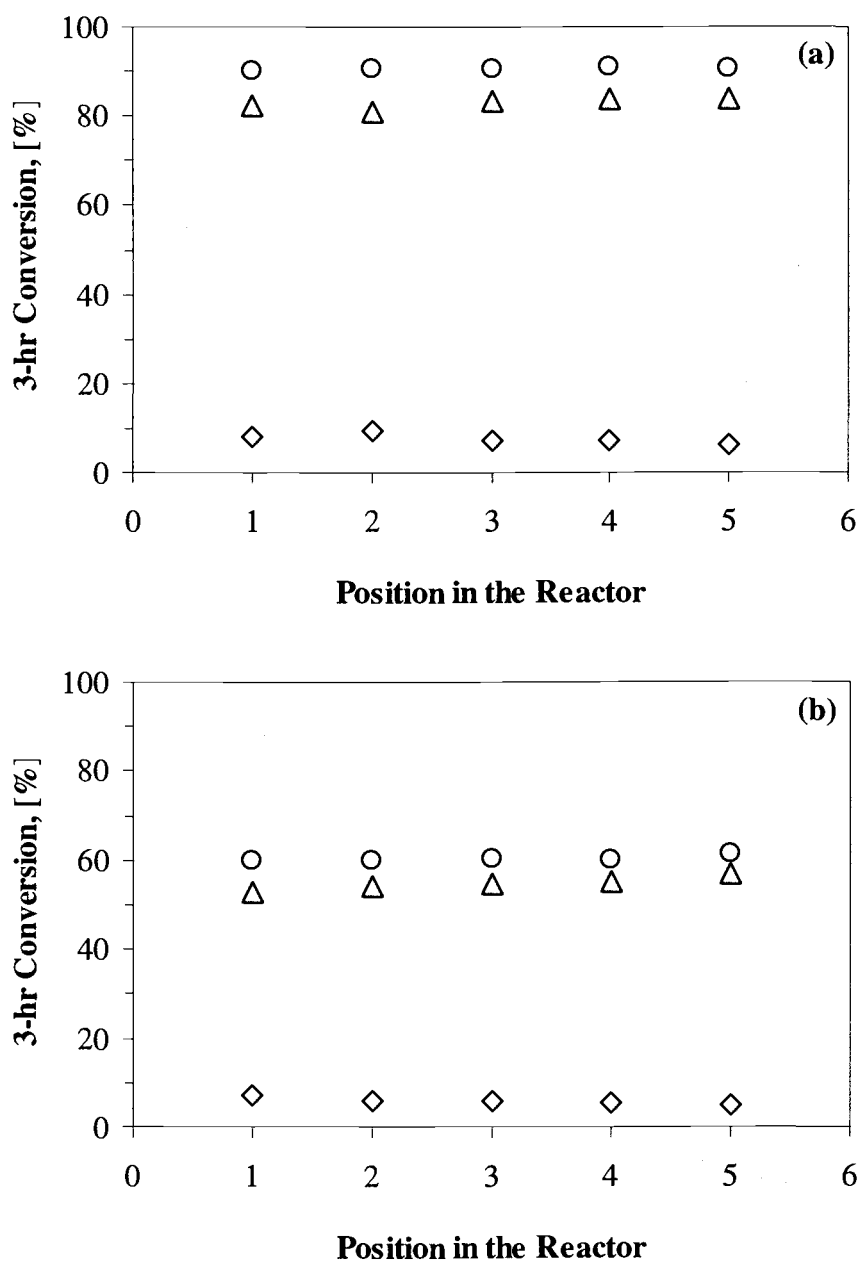 (a)
3-hr Conversion, [%]
100
80
60
40
20
0
0 1 2 3 4 5 6
Position in the Reactor
(b)
3-hr Conversion, [%]
100
80
60
40
20
0
0 1 2 3 4 5 6
Position in the Reactor